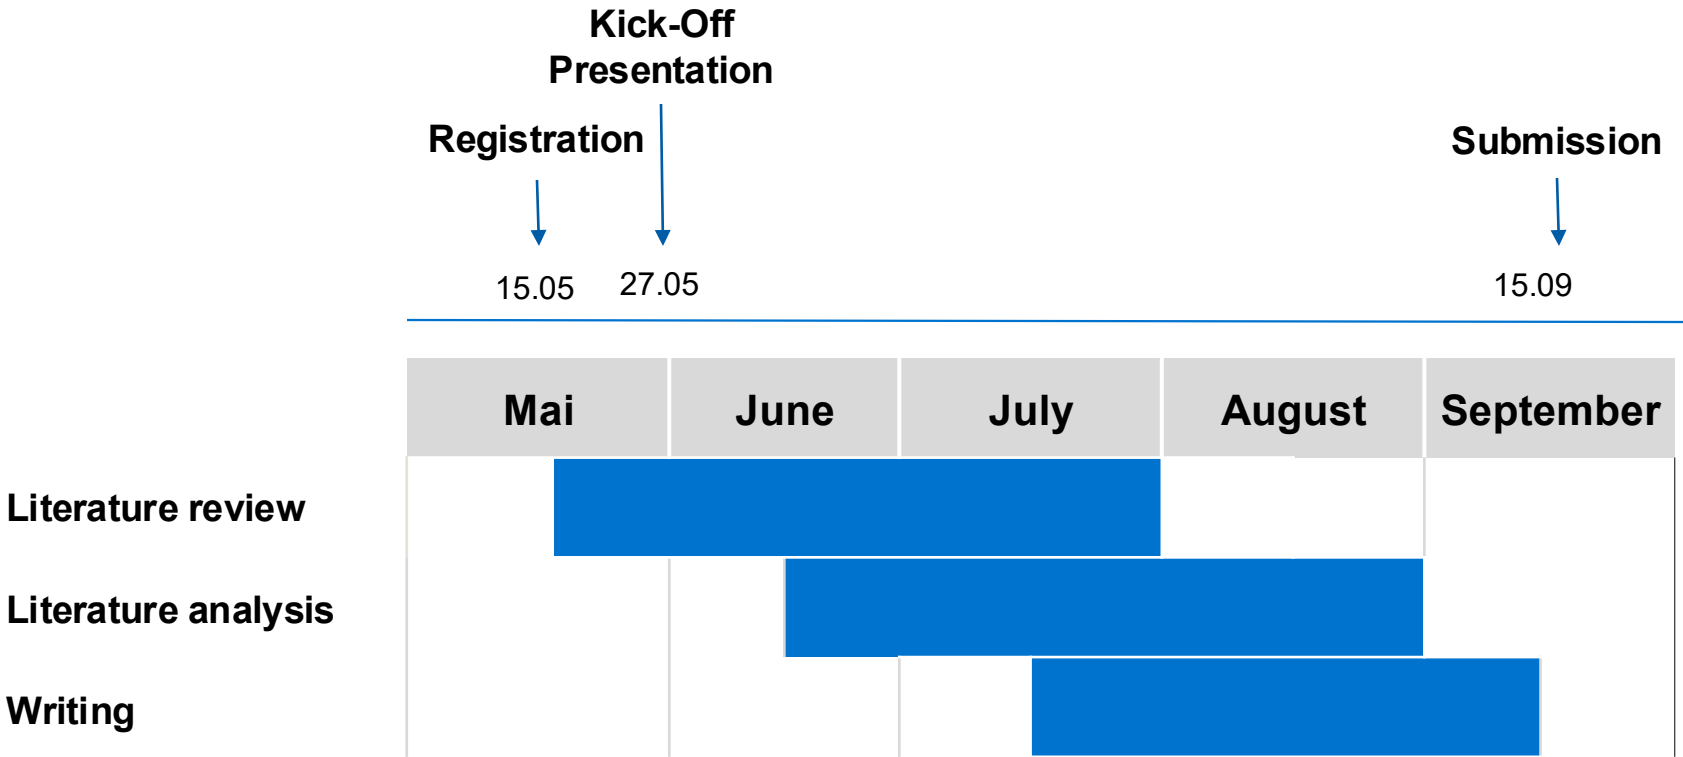 Kick-Off
Presentation
Registration
Submission
15.05
27.05
15.09
Mai
June
July
August
September
Literature review
Literature analysis
Writing